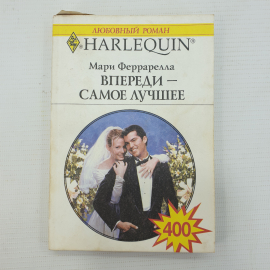 ЛЮБОВНЫЙ РОМАН
HARLEQUIN®
Мари Феррарелла
ВПЕРЕДИ —
САМОЕ ЛУЧШЕЕ
400